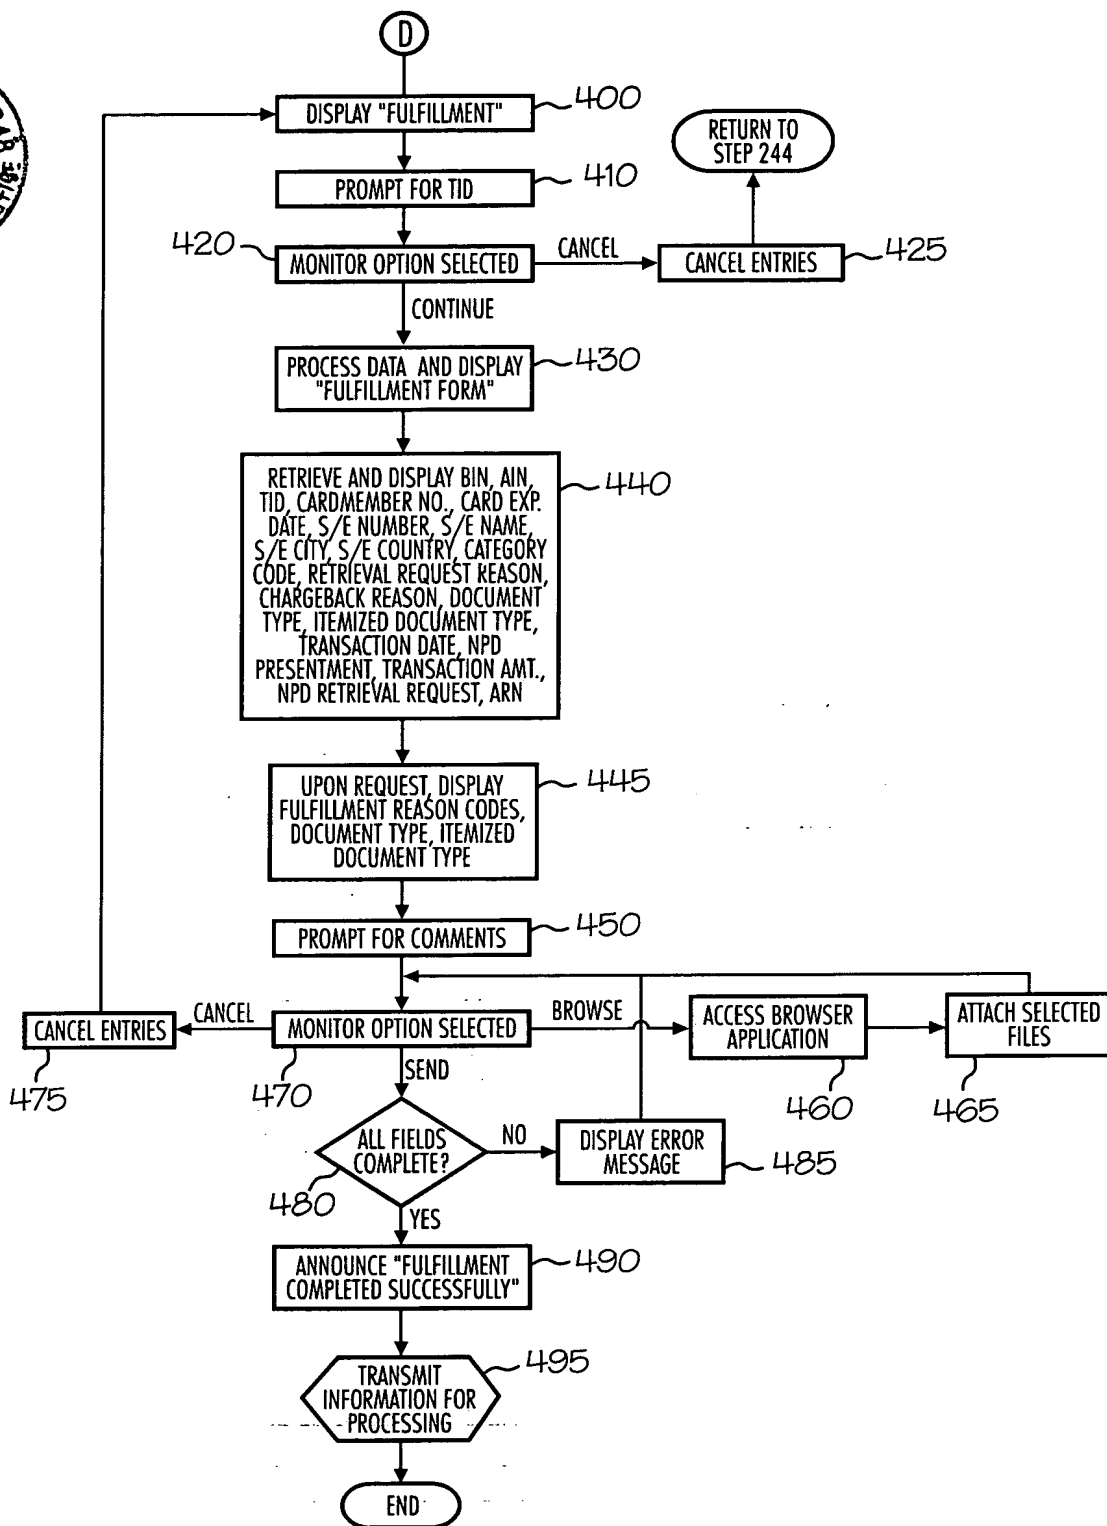 D
DISPLAY "FULFILLMENT"
400
RETURN TO
STEP 244
PROMPT FOR TID
410
420
MONITOR OPTION SELECTED
CANCEL
CANCEL ENTRIES
425
CONTINUE
PROCESS DATA AND DISPLAY
"FULFILLMENT FORM"
430
RETRIEVE AND DISPLAY BIN, AIN,
TID, CARDMEMBER NO., CARD EXP.
DATE, S/E NUMBER, S/E NAME,
S/E CITY, S/E COUNTRY, CATEGORY
CODE, RETRIEVAL REQUEST REASON,
CHARGEBACK REASON, DOCUMENT
TYPE, ITEMIZED DOCUMENT TYPE,
TRANSACTION DATE, NPD
PRESENTMENT, TRANSACTION AMT.,
NPD RETRIEVAL REQUEST, ARN
440
UPON REQUEST, DISPLAY
FULFILLMENT REASON CODES,
DOCUMENT TYPE, ITEMIZED
DOCUMENT TYPE
445
PROMPT FOR COMMENTS
450
CANCEL ENTRIES
475
CANCEL
MONITOR OPTION SELECTED
470
BROWSE
ACCESS BROWSER
APPLICATION
460
ATTACH SELECTED
FILES
465
SEND
ALL FIELDS
COMPLETE?
480
NO
DISPLAY ERROR
MESSAGE
485
YES
ANNOUNCE "FULFILLMENT
COMPLETED SUCCESSFULLY"
490
TRANSMIT
INFORMATION FOR
PROCESSING
495
END